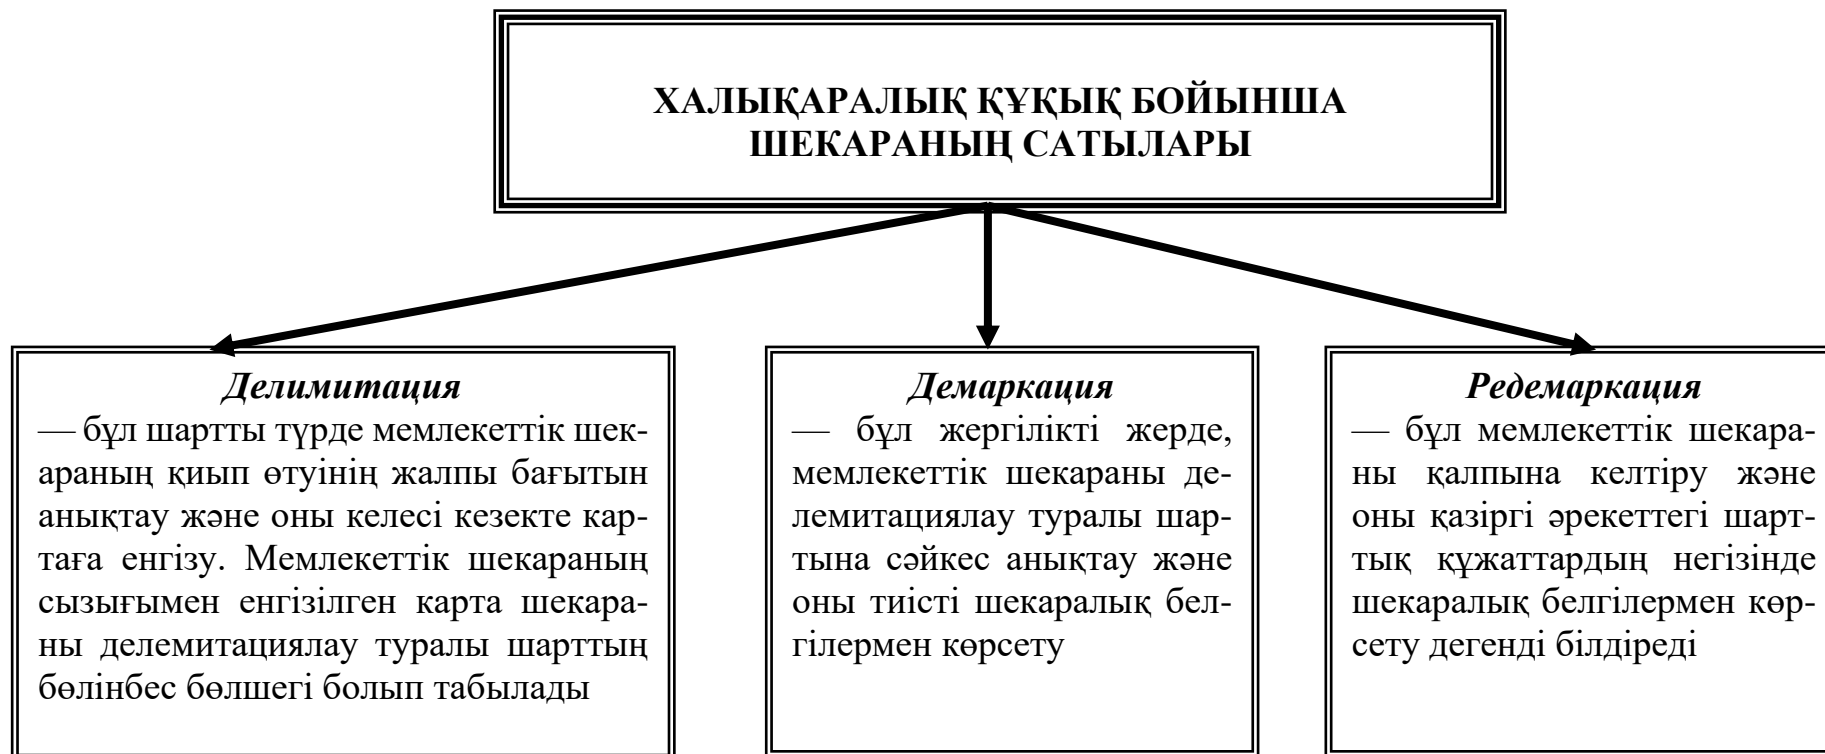 ХАЛЫҚАРАЛЫҚ ҚҰҚЫҚ БОЙЫНША
ШЕКАРАНЫҢ САТЫЛАРЫ
Делимитация
— бұл шартты түрде мемлекеттік шек-
араның қиып өтуінің жалпы бағытын
анықтау және оны келесі кезекте кар-
таға енгізу. Мемлекеттік шекараның
сызығымен енгізілген карта шекара-
ны делемитациялау туралы шарттың
бөлінбес бөлшегі болып табылады
Демаркация
— бұл жергілікті жерде,
мемлекеттік шекараны де-
лемитациялау туралы шар-
тына сәйкес анықтау және
оны тиісті шекаралық бел-
гілермен көрсету
Редемаркация
— бұл мемлекеттік шекара-
ны қалпына келтіру және
оны қазіргі әрекеттегі шарт-
тық құжаттардың негізінде
шекаралық белгілермен көр-
сету дегенді білдіреді